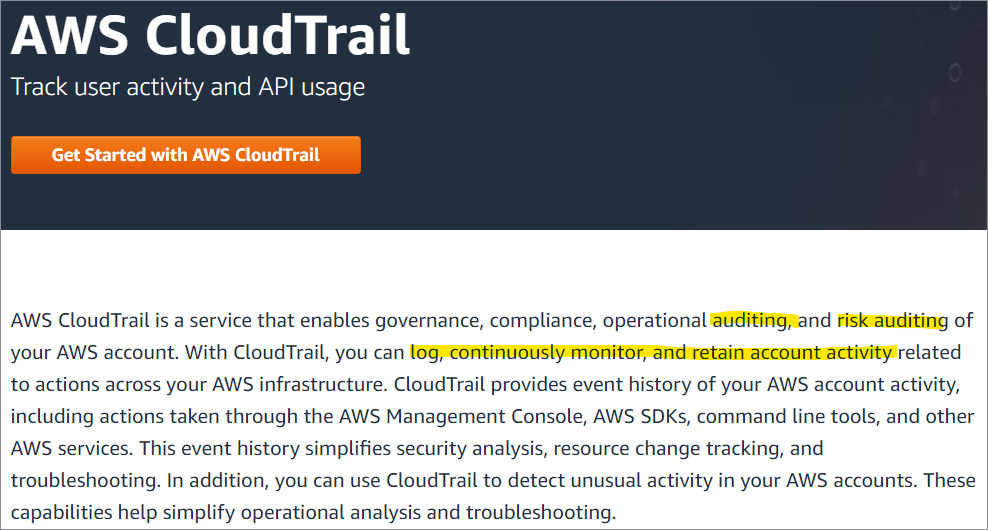 AWS CloudTrail
Track user activity and API usage
Get Started with AWS CloudTrail
AWS CloudTrail is a service that enables governance, compliance, operational auditing, and risk auditing of
your AWS account. With CloudTrail, you can log, continuously monitor, and retain account activity related
to actions across your AWS infrastructure. CloudTrail provides event history of your AWS account activity,
including actions taken through the AWS Management Console, AWS SDKs, command line tools, and other
AWS services. This event history simplifies security analysis, resource change tracking, and
troubleshooting. In addition, you can use CloudTrail to detect unusual activity in your AWS accounts. These
capabilities help simplify operational analysis and troubleshooting.